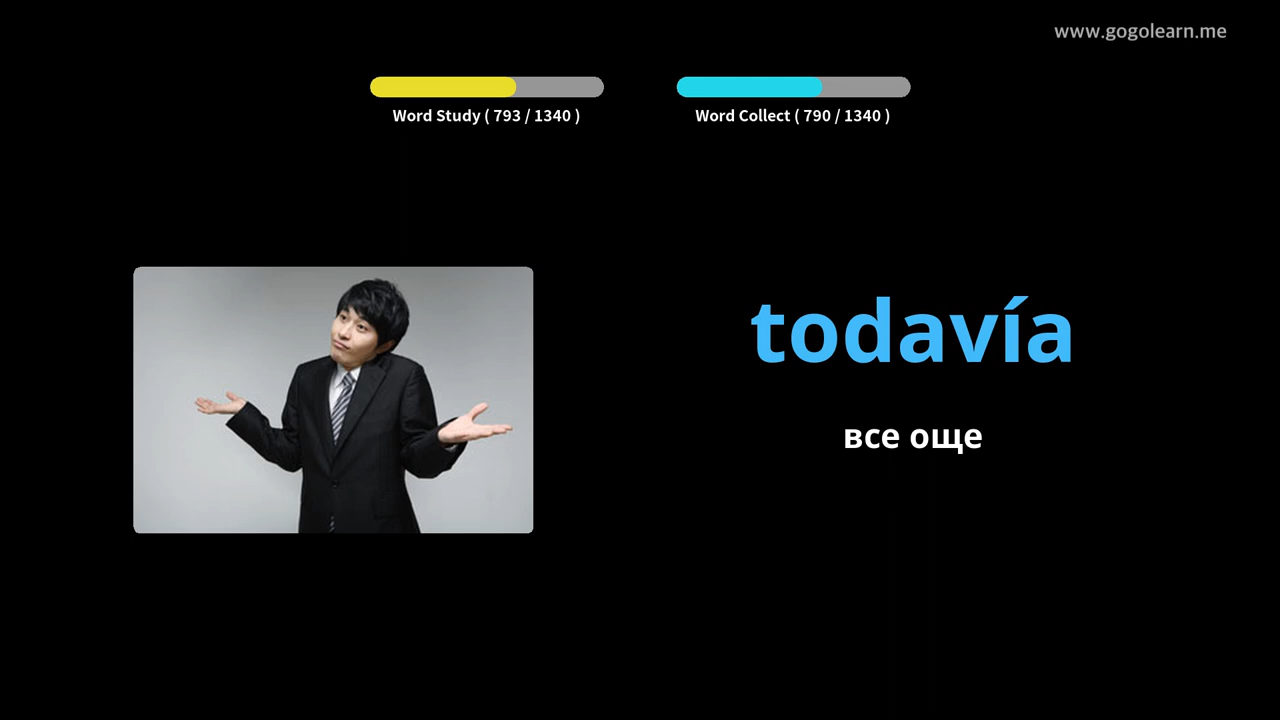 www.gogolearn.me
Word Study ( 793 / 1340 )
Word Collect ( 790 / 1340 )
todavía
все още